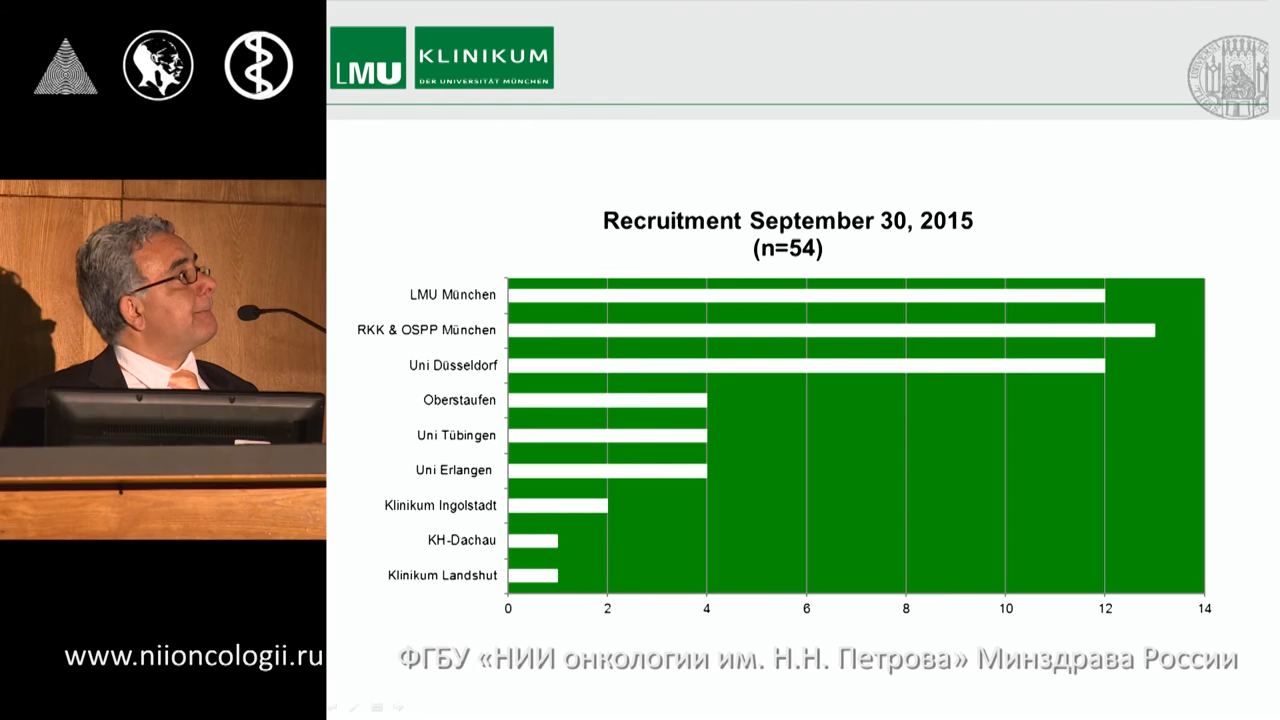 LMU
KLINIKUM
DER UNIVERSITÄT MÜNCHEN
Recruitment September 30, 2015
(n=54)
LMU München
RKK & OSPP München
Uni Düsseldorf
Oberstaufen
Uni Tübingen
Uni Erlangen
Klinikum Ingolstadt
KH-Dachau
Klinikum Landshut
0 2 4 6 8 10 12 14
www.niioncologii.ru
ФГБУ «НИИ онкологии им. Н.Н. Петрова» Минздрава России